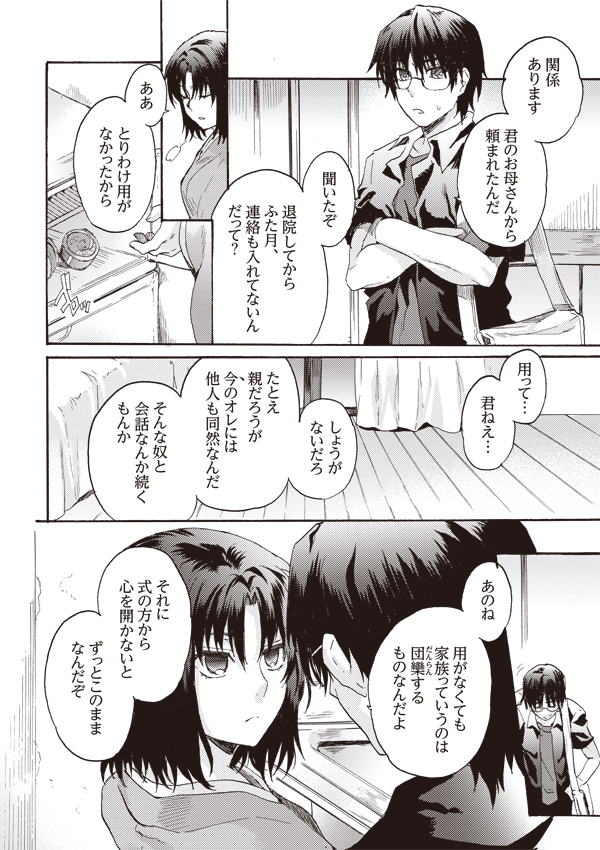 関係
あります
君のお母さんから
頼まれたんだ
聞いたぞ
退院してから
ふた月、
連絡も入れてないん
だって?
ああ
とりわけ用が
なかったから
ガッ
用って…
君ねえ…
しょうが
ないだろ
たとえ
親だろうが
今のオレには、
他人も同然なんだ
そんな奴と
会話なんか続く
もんか
あのね
用がなくても
家族っていうのは
団欒する
だんらん
ものなんだよ
それに
式の方から
心を開かないと
ずっとこのまま
なんだぞ